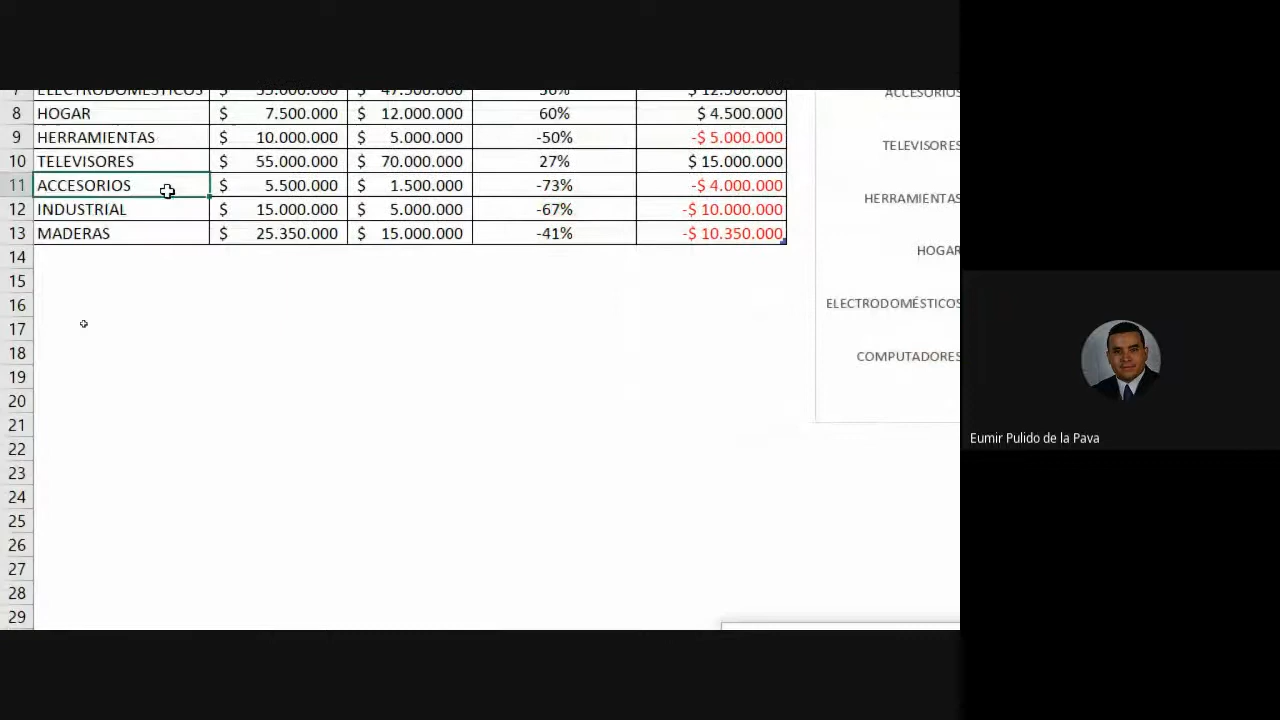 7 ELECTRODOMÉSTICOS $
8 HOGAR $ 7.500.000 $ 12.000.000 60% $ 4.500.000
9 HERRAMIENTAS $ 10.000.000 $ 5.000.000 -50% -$ 5.000.000
10 TELEVISORES $ 55.000.000 $ 70.000.000 27% $ 15.000.000
11 ACCESORIOS $ 5.500.000 $ 1.500.000 -73% -$ 4.000.000
12 INDUSTRIAL $ 15.000.000 $ 5.000.000 -67% -$ 10.000.000
13 MADERAS $ 25.350.000 $ 15.000.000 -41% -$ 10.350.000
14
15
16
17
18
19
20
21
22
23
24
25
26
27
28
29
ACCESORIOS
TELEVISORES
HERRAMIENTAS
HOGAR
ELECTRODOMÉSTICOS
COMPUTADORES
Eumir Pulido de la Pava